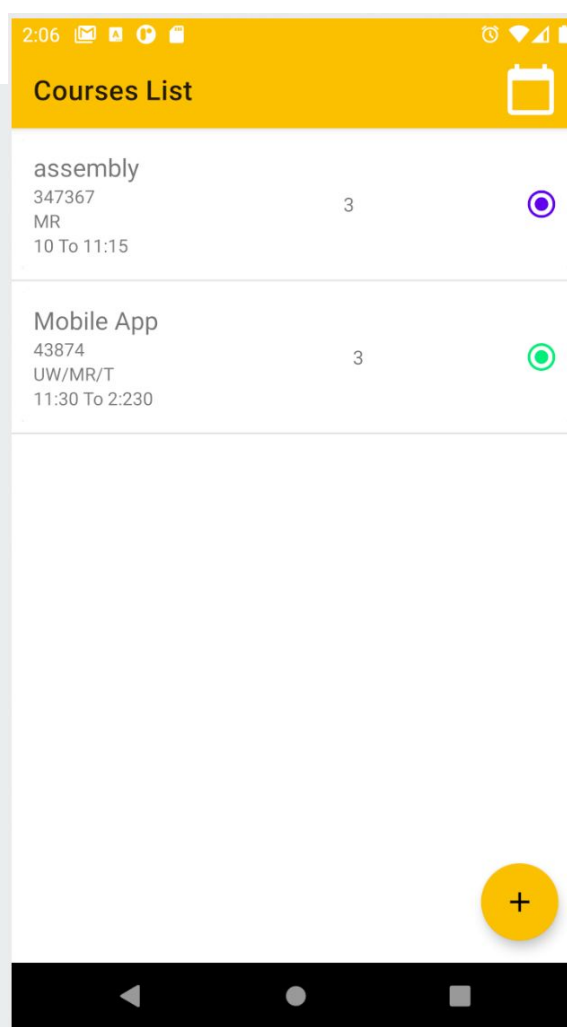 2:06
Courses List
assembly
347367
MR
10 To 11:15
3
Mobile App
43874
UW/MR/T
11:30 To 2:230
3
+